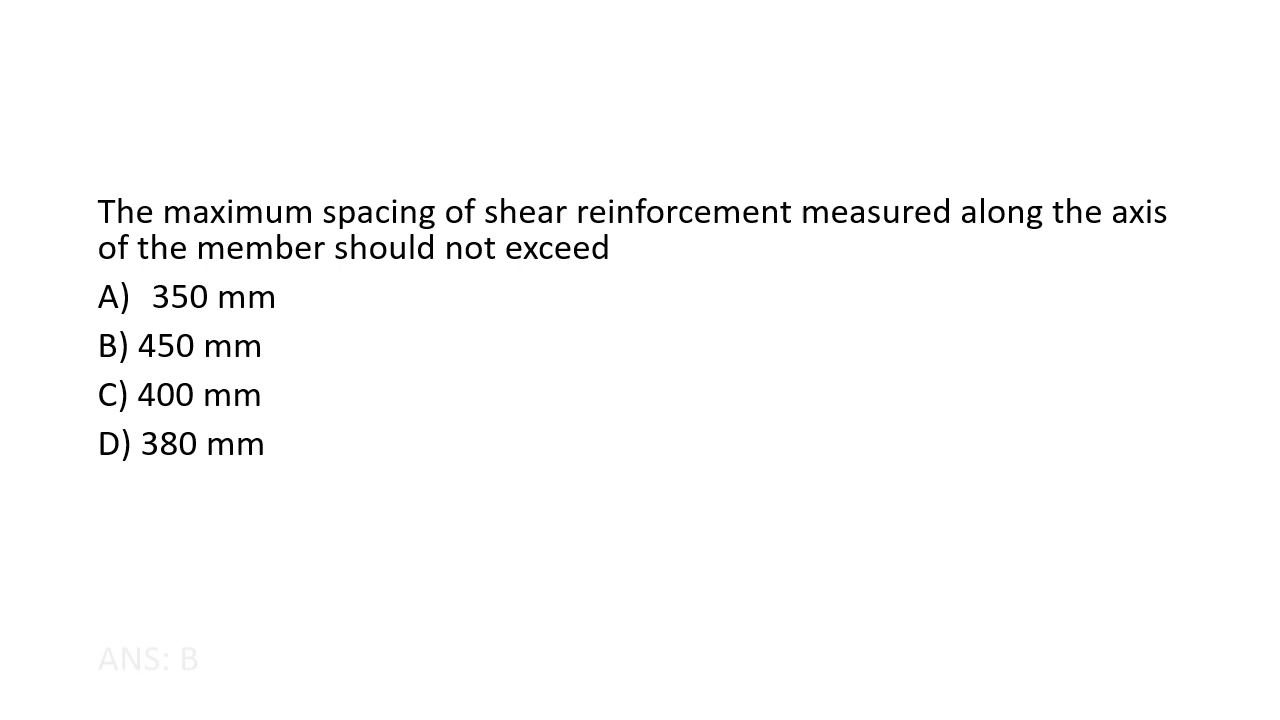 The maximum spacing of shear reinforcement measured along the axis
of the member should not exceed
A) 350 mm
B) 450 mm
C) 400 mm
D) 380 mm
ANS: B